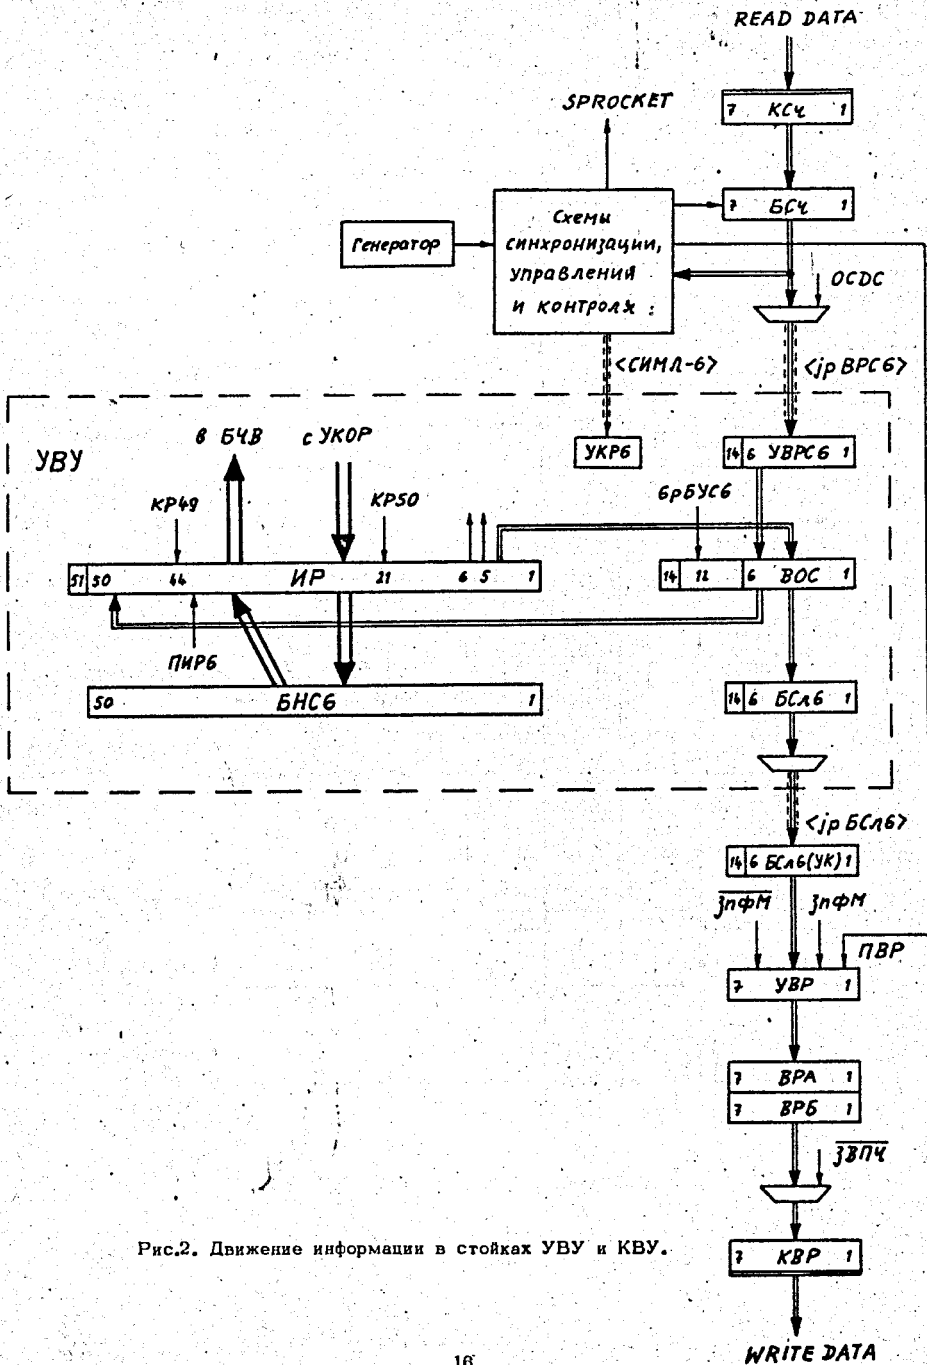 READ DATA
7 КСЧ 1
SPROCKET
7 БСЧ 1
Схемы
синхронизации,
управлений
и контроля :
Генератор
OCDC
<СИМЛ-6>
<jp ВРС6>
УВУ
в БЧВ
с УКОР
УКР6
14 6 УВРС6 1
КР49
КР50
6рБУС6
51 50 44 ИР 21 6 5 1
14 12 6 ВОС 1
ПИР6
50 БНС6 1
14 6 БСл6 1
<jp БСл6>
14 6 БСл6(УК) 1
ЗПФМ
ЗПФМ
ПВР
7 УВР 1
7 ВРА 1
7 ВРБ 1
ЗВПЧ
7 КВР 1
Рис.2. Движение информации в стойках УВУ и КВУ.
WRITE DATA
16